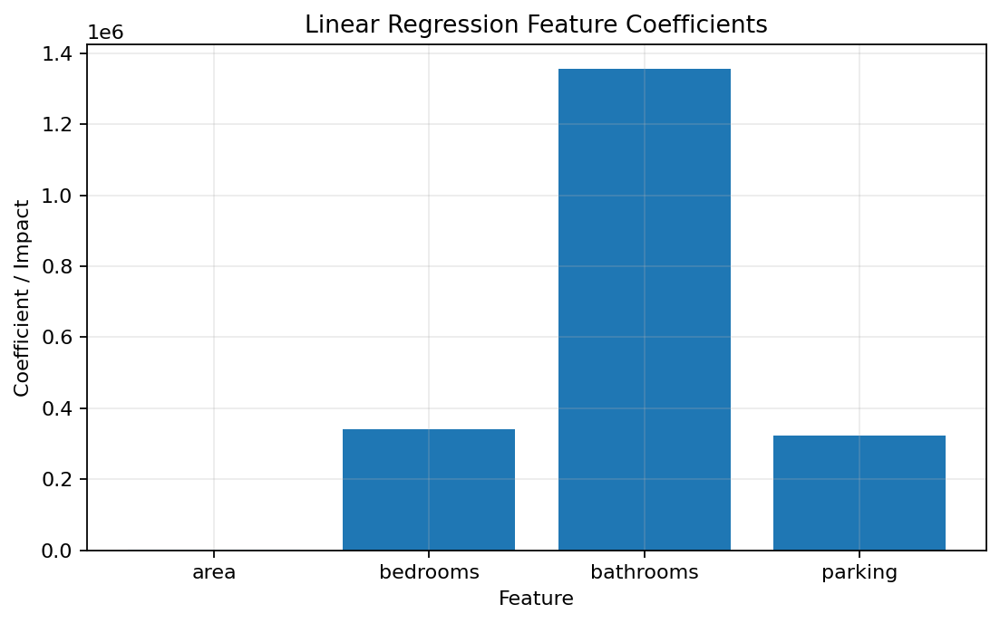 Linear Regression Feature Coefficients
1e6
1.4
1.2
1.0
0.8
0.6
0.4
0.2
0.0
Coefficient / Impact
area bedrooms bathrooms parking
Feature